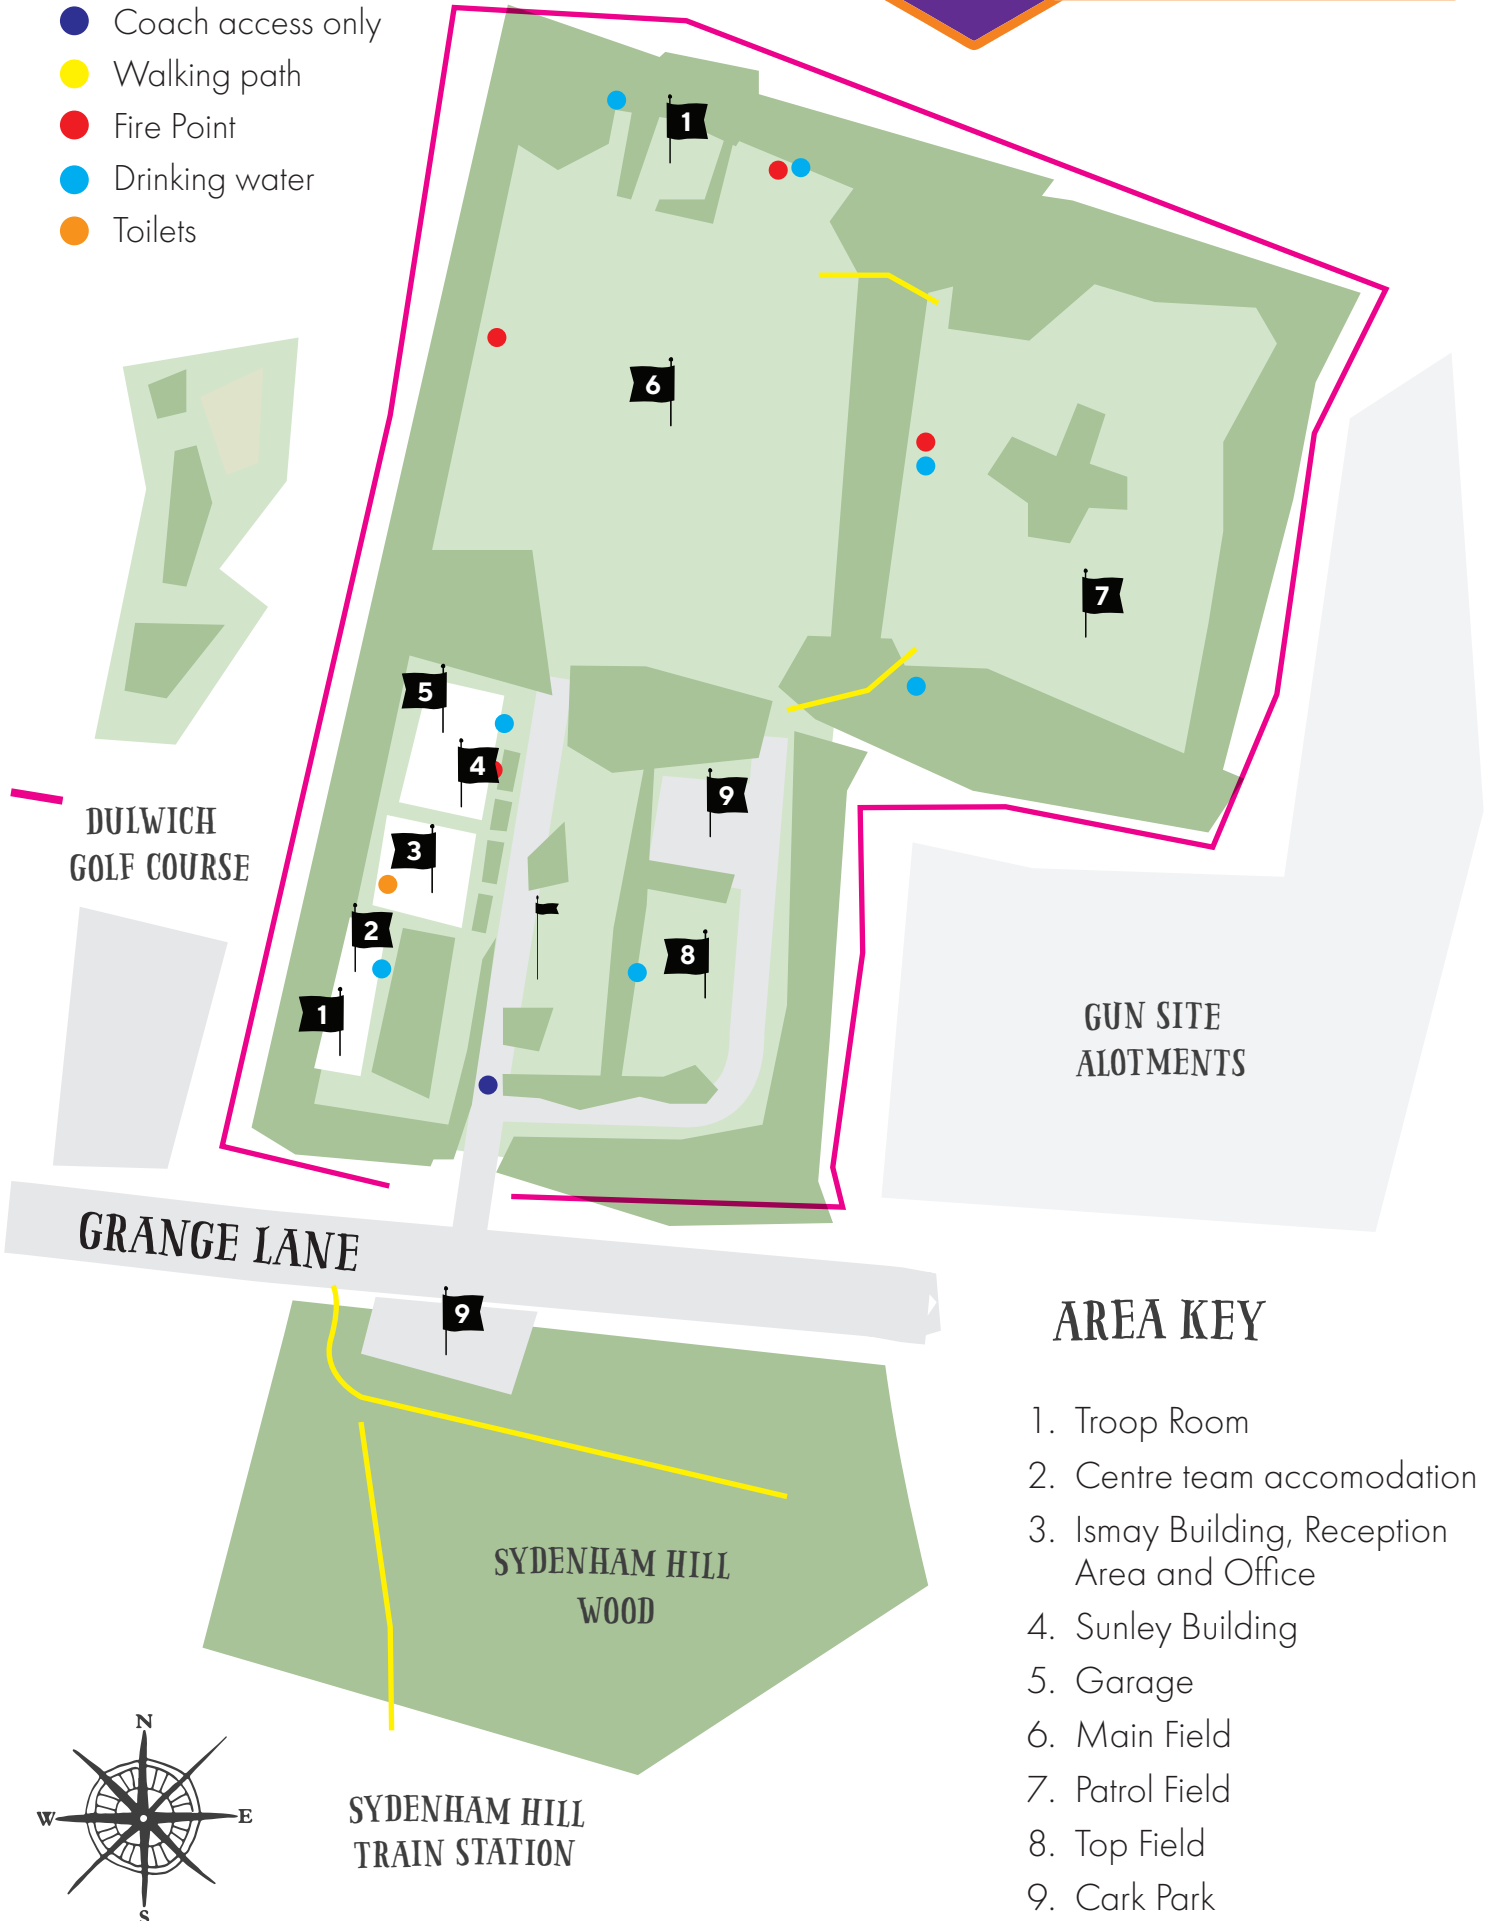 Coach access only
Walking path
Fire Point
Drinking water
Toilets
1
6
7
5
4
9
3
2
8
1
DULWICH
GOLF COURSE
GUN SITE
ALOTMENTS
GRANGE LANE
9
SYDENHAM HILL
WOOD
SYDENHAM HILL
TRAIN STATION
N
W
E
S
AREA KEY
1. Troop Room
2. Centre team accomodation
3. Ismay Building, Reception
Area and Office
4. Sunley Building
5. Garage
6. Main Field
7. Patrol Field
8. Top Field
9. Cark Park